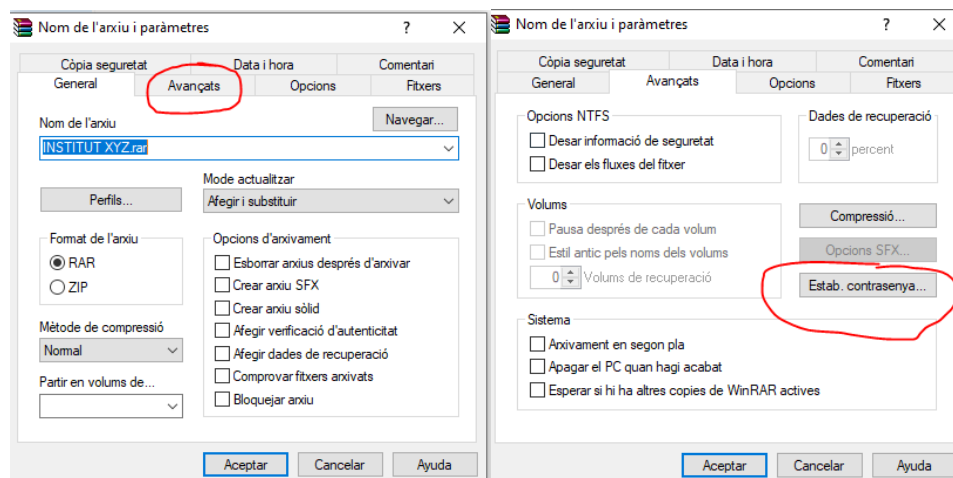 Nom de l'arxiu i paràmetres
?
Còpia seguretat
Data i hora
Comentari
General
Avançats
Opcions
Fitxers
Nom de l'arxiu
Navegar...
INSTITUT XYZ.rar
Perfils...
Mode actualitzar
Afegir i substituir
Format de l'arxiu
RAR
ZIP
Mètode de compressió
Normal
Partir en volums de...
Opcions d'arxivament
Esborrar arxius després d'arxivar
Crear arxiu SFX
Crear arxiu sòlid
Afegir verificació d'autenticitat
Afegir dades de recuperació
Comprovar fitxers arxivats
Bloquejar arxiu
Aceptar
Cancelar
Ayuda
Nom de l'arxiu i paràmetres
?
Còpia seguretat
Data i hora
Comentari
General
Avançats
Opcions
Fitxers
Opcions NTFS
Desar informació de seguretat
Desar els fluxes del fitxer
Dades de recuperació
0 percent
Volums
Pausa després de cada volum
Estil antic pels noms dels volums
0 Volums de recuperació
Compressió...
Opcions SFX...
Estab. contrasenya...
Sistema
Arxivament en segon pla
Apagar el PC quan hagi acabat
Esperar si hi ha altres copies de WinRAR actives
Aceptar
Cancelar
Ayuda